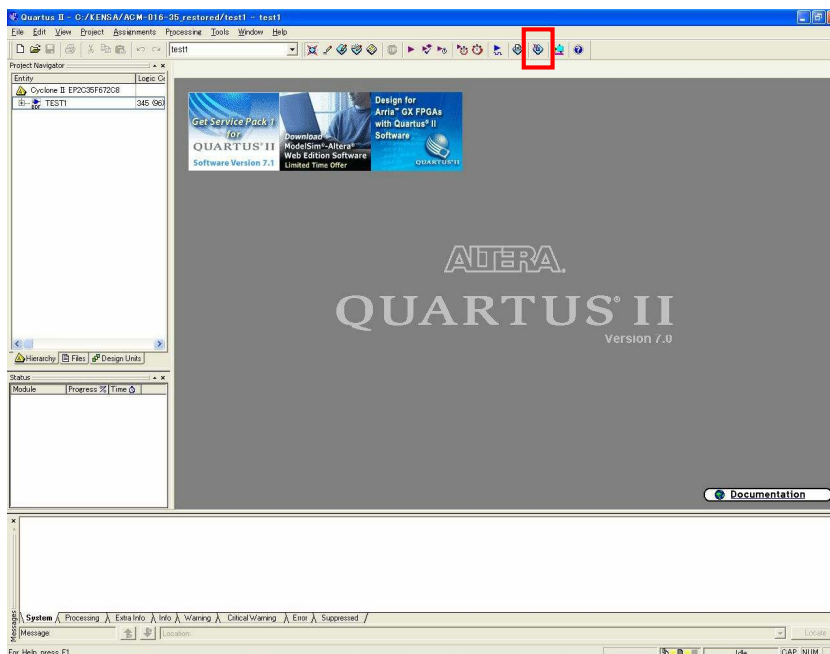 Quartus II - C:/KENSA/ACM-016-35_restored/test1 - test1
File Edit View Project Assignments Processing Tools Window Help
test1
Project Navigator
Entity
Logic Ce
Cyclone II: EP2C35F672C8
TEST1
345 (96)
Get Service Pack 1
for
QUARTUS® II
Software Version 7.1
Download
ModelSim®-Altera®
Web Edition Software
Limited Time Offer
Design for
Arria™ GX FPGAs
with Quartus® II
Software
QUARTUS II
ALTERA.
QUARTUS® II
Version 7.0
Hierarchy Files Design Units
Status
Module Progress % Time
Documentation
System Processing Extra Info Info Warning Critical Warning Error Suppressed
Messages
Message:
Location:
Locate
For Help, press F1
Idle
CAP NUM